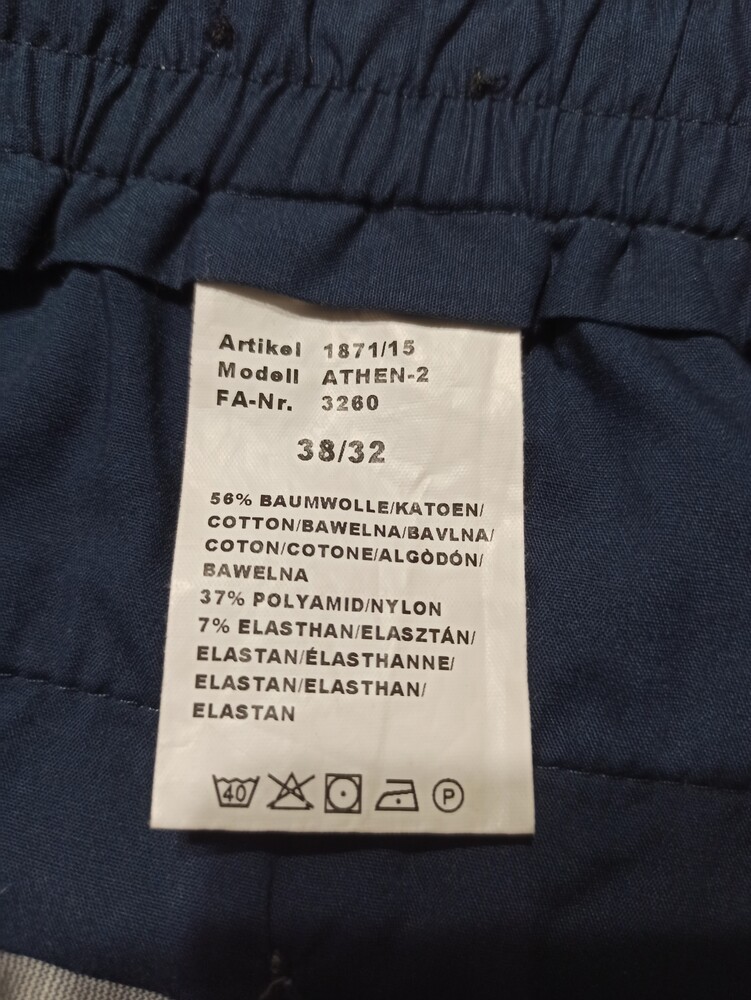 Artikel 1871/15
Modell ATHEN-2
FA-Nr. 3260
38/32
56% BAUMWOLLE/KATOEN/
COTTON/BAWELNA/BAVLNA/
COTON/COTONE/ALGÒDÓN/
BAWELNA
37% POLYAMID/NYLON
7% ELASTHAN/ELASZTÁN/
ELASTAN/ÉLASTHANNE/
ELASTAN/ELASTHAN/
ELASTAN
40 P